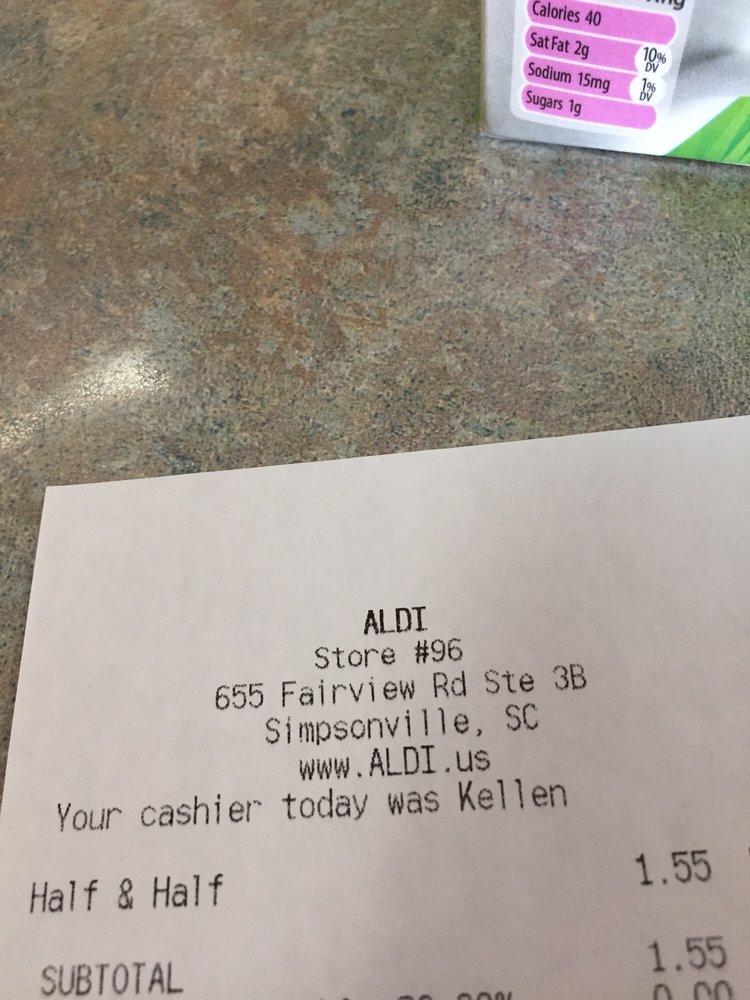 Calories 40
Sat Fat 2g
10% DV
Sodium 15mg
1% DV
Sugars 1g
ALDI
Store #96
655 Fairview Rd Ste 3B
Simpsonville, SC
www.ALDI.us
Your cashier today was Kellen
Half & Half 1.55
SUBTOTAL 1.55
0.00